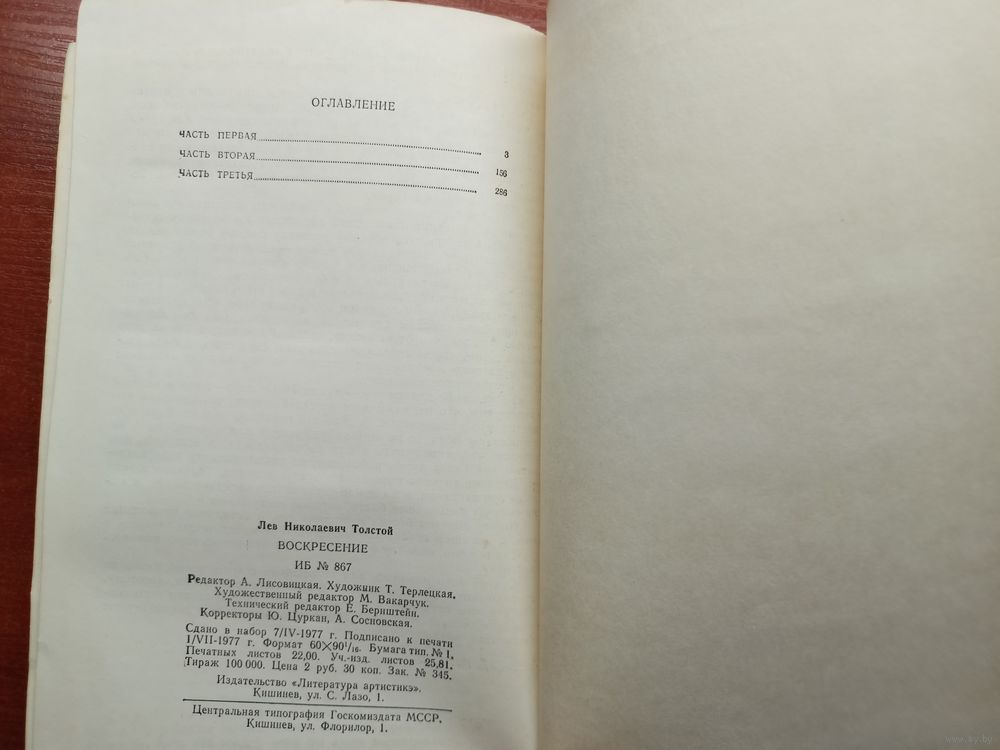 ОГЛАВЛЕНИЕ
ЧАСТЬ ПЕРВАЯ 3
ЧАСТЬ ВТОРАЯ 156
ЧАСТЬ ТРЕТЬЯ 286
Лев Николаевич Толстой
ВОСКРЕСЕНИЕ
ИБ № 867
Редактор А. Лисовицкая. Художник Т. Терлецкая.
Художественный редактор М. Вакарчук.
Технический редактор Е. Бернштейн.
Корректоры Ю. Цуркан, А. Сосновская.
Сдано в набор 7/IV-1977 г. Подписано к печати
1/VII-1977 г. Формат 60×90¹/₁₆. Бумага тип. № 1.
Печатных листов 22,00. Уч.-изд. листов 25,81.
Тираж 100 000. Цена 2 руб. 30 коп. Зак. № 345.
Издательство «Литература артистикэ».
Кишинев, ул. С. Лазо, 1.
Центральная типография Госкомиздата МССР.
Кишинев, ул. Флорилор, 1.
www.ay.by